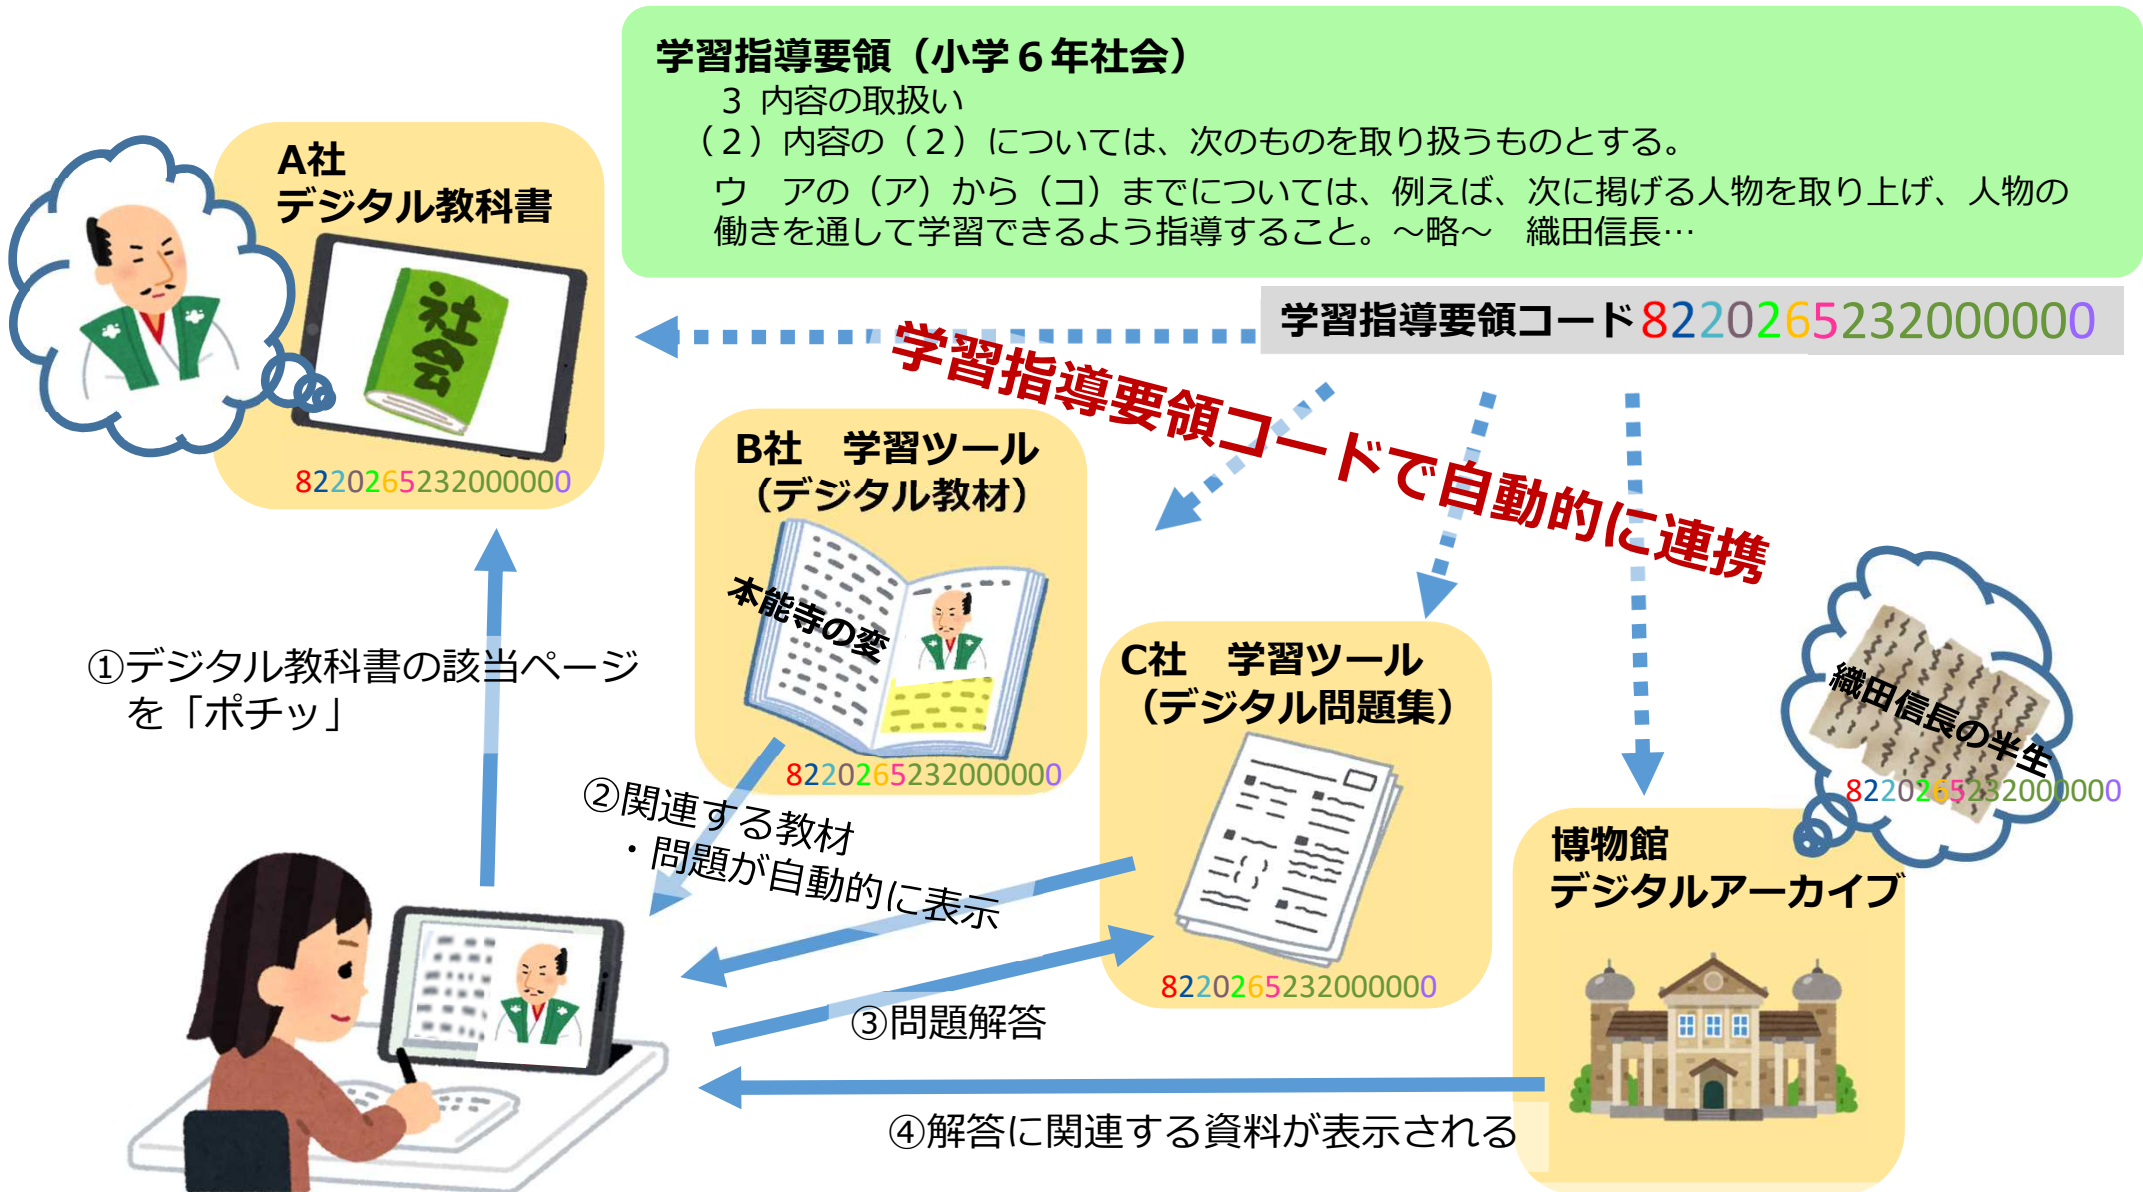 学習指導要領（小学６年社会）
3 内容の取扱い
（２）内容の（２）については、次のものを取り扱うものとする。
ウ　アの（ア）から（コ）までについては、例えば、次に掲げる人物を取り上げ、人物の
働きを通して学習できるよう指導すること。～略～　織田信長…
学習指導要領コード8220265232000000
学習指導要領コードで自動的に連携
A社
デジタル教科書
社会
8220265232000000
B社　学習ツール
（デジタル教材）
本能寺の変
8220265232000000
C社　学習ツール
（デジタル問題集）
8220265232000000
織田信長の半生
8220265232000000
博物館
デジタルアーカイブ
①デジタル教科書の該当ページ
を「ポチッ」
②関連する教材
・問題が自動的に表示
③問題解答
④解答に関連する資料が表示される